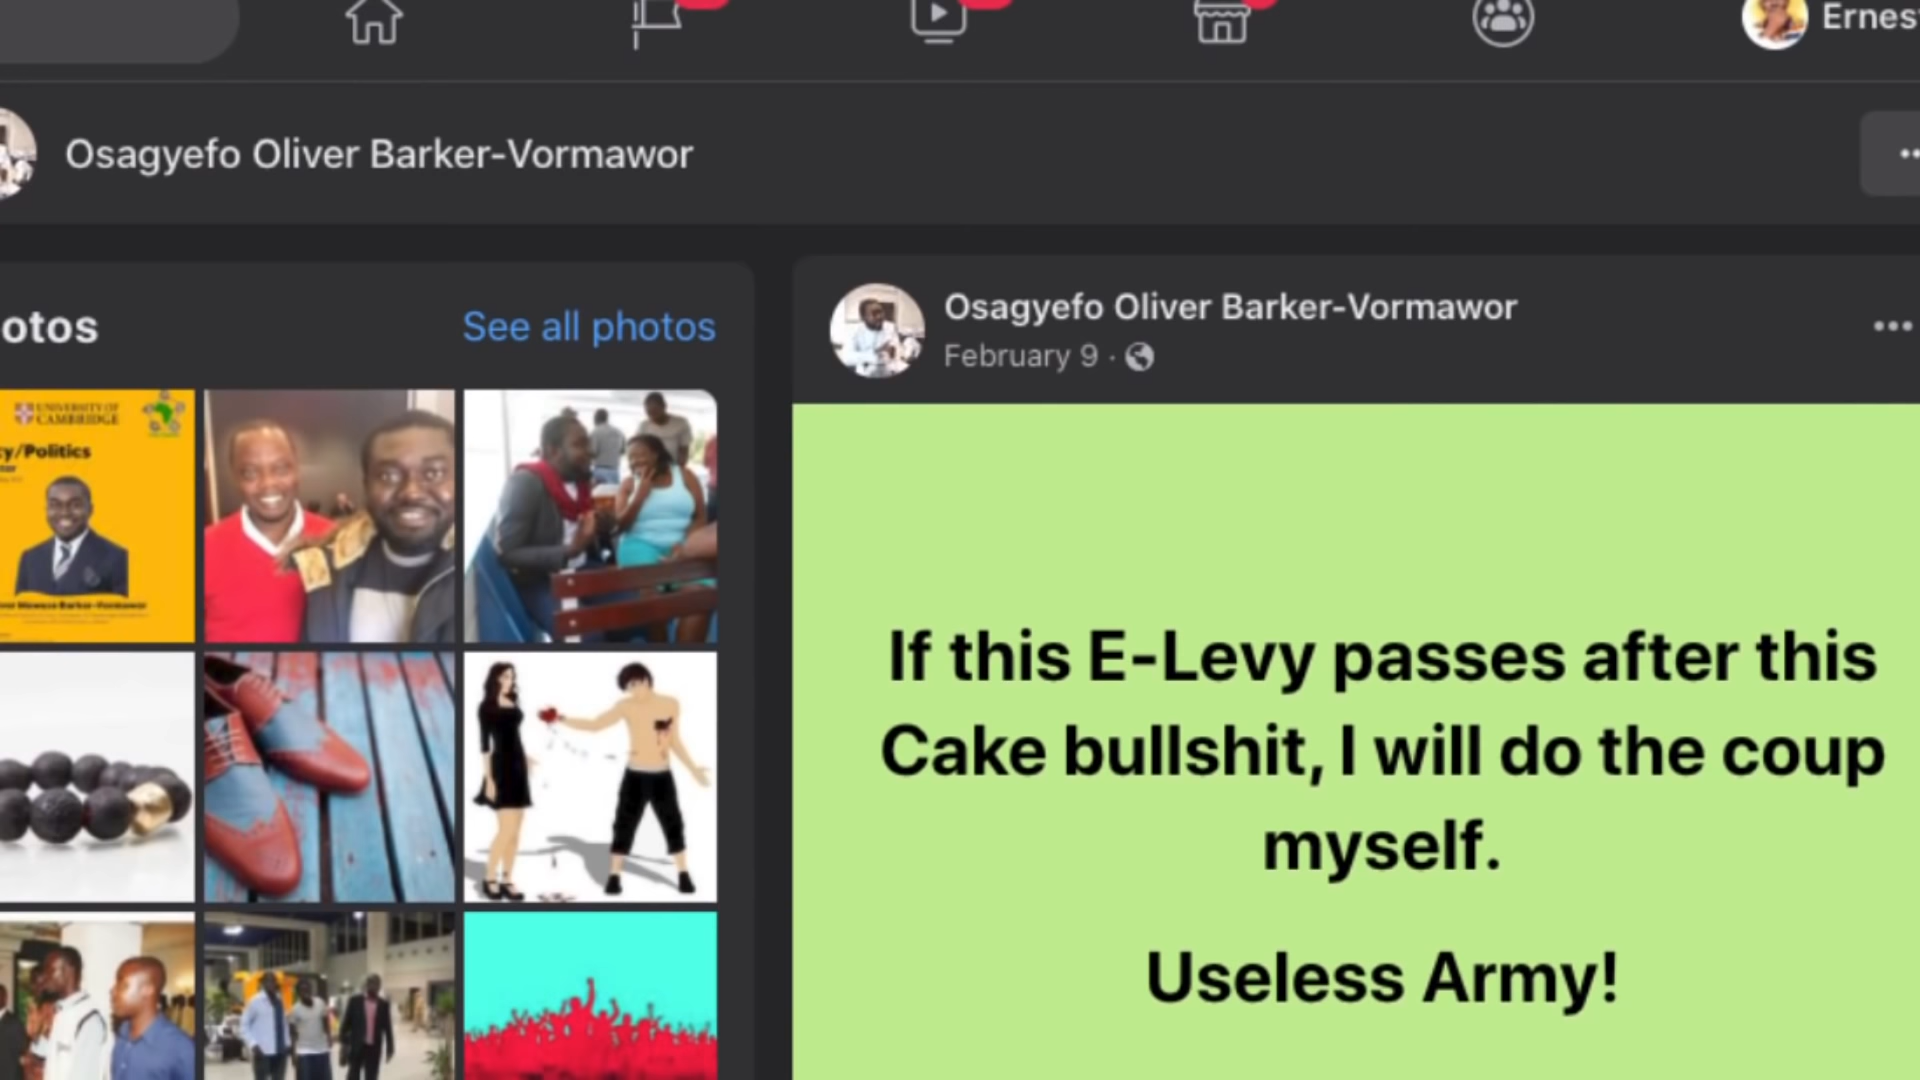 Ernes
Osagyefo Oliver Barker-Vormawor
otos
See all photos
UNIVERSITY OF
CAMBRIDGE
cy/Politics
Osagyefo Oliver Barker-Vormawor
February 9 ·
If this E-Levy passes after this
Cake bullshit, I will do the coup
myself.
Useless Army!